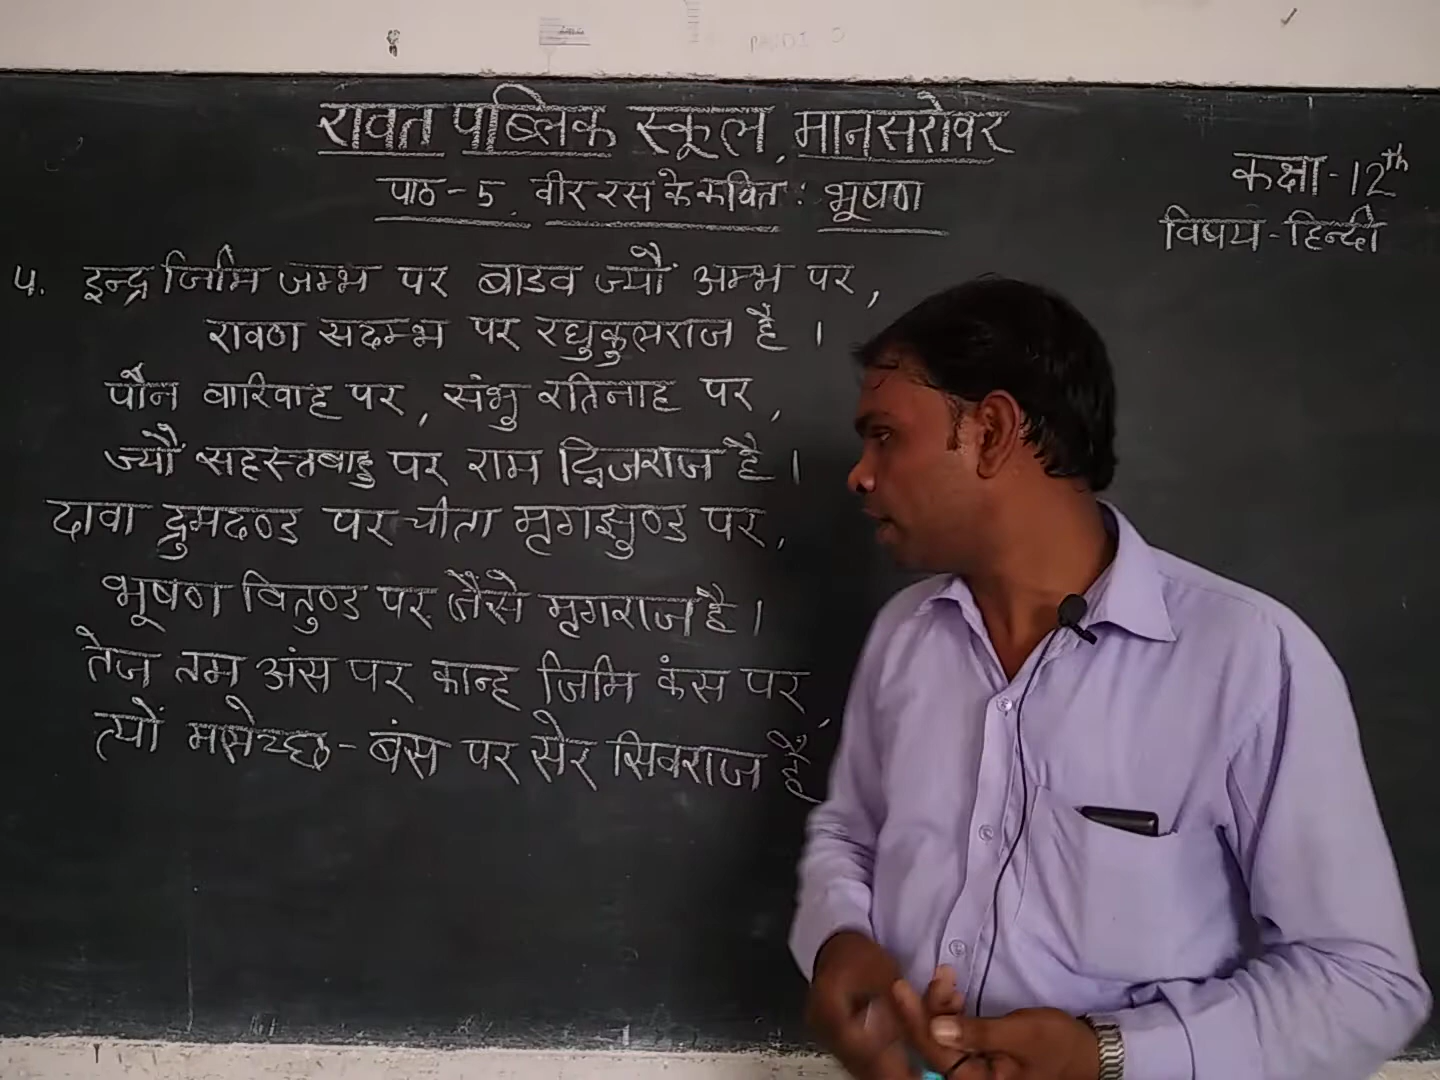 रावत पब्लिक स्कूल, मानसरोवर
पाठ - 5, वीर रस के कवित : भूषण
कक्षा - 12th
विषय - हिन्दी
5. इन्द्र जिमि जम्भ पर बाडव ज्यौं अम्भ पर,
रावण सदम्भ पर रघुकुलराज है ।
पौन वारिवाह पर, संभु रतिनाह पर,
ज्यौं सहस्त्रबाहु पर राम द्विजराज है ।
दावा द्रुमदण्ड पर चीता मृगझुण्ड पर,
भूषण वितुण्ड पर जैसे मृगराज है ।
तेज तम अंस पर कान्ह जिमि कंस पर,
त्यों मलेच्छ - बंस पर सेर सिवराज है